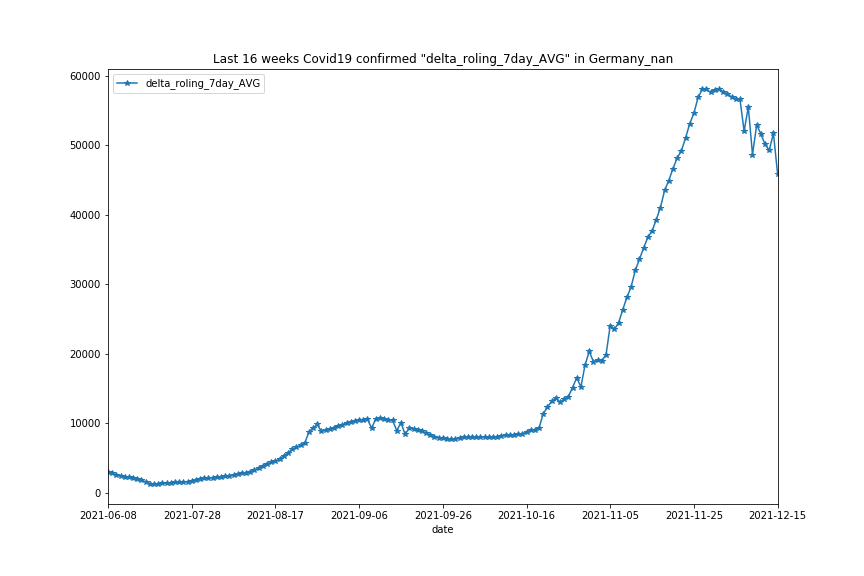 Last 16 weeks Covid19 confirmed "delta_roling_7day_AVG" in Germany_nan
delta_roling_7day_AVG
60000
50000
40000
30000
20000
10000
0
2021-06-08 2021-07-28 2021-08-17 2021-09-06 2021-09-26 2021-10-16 2021-11-05 2021-11-25 2021-12-15
date